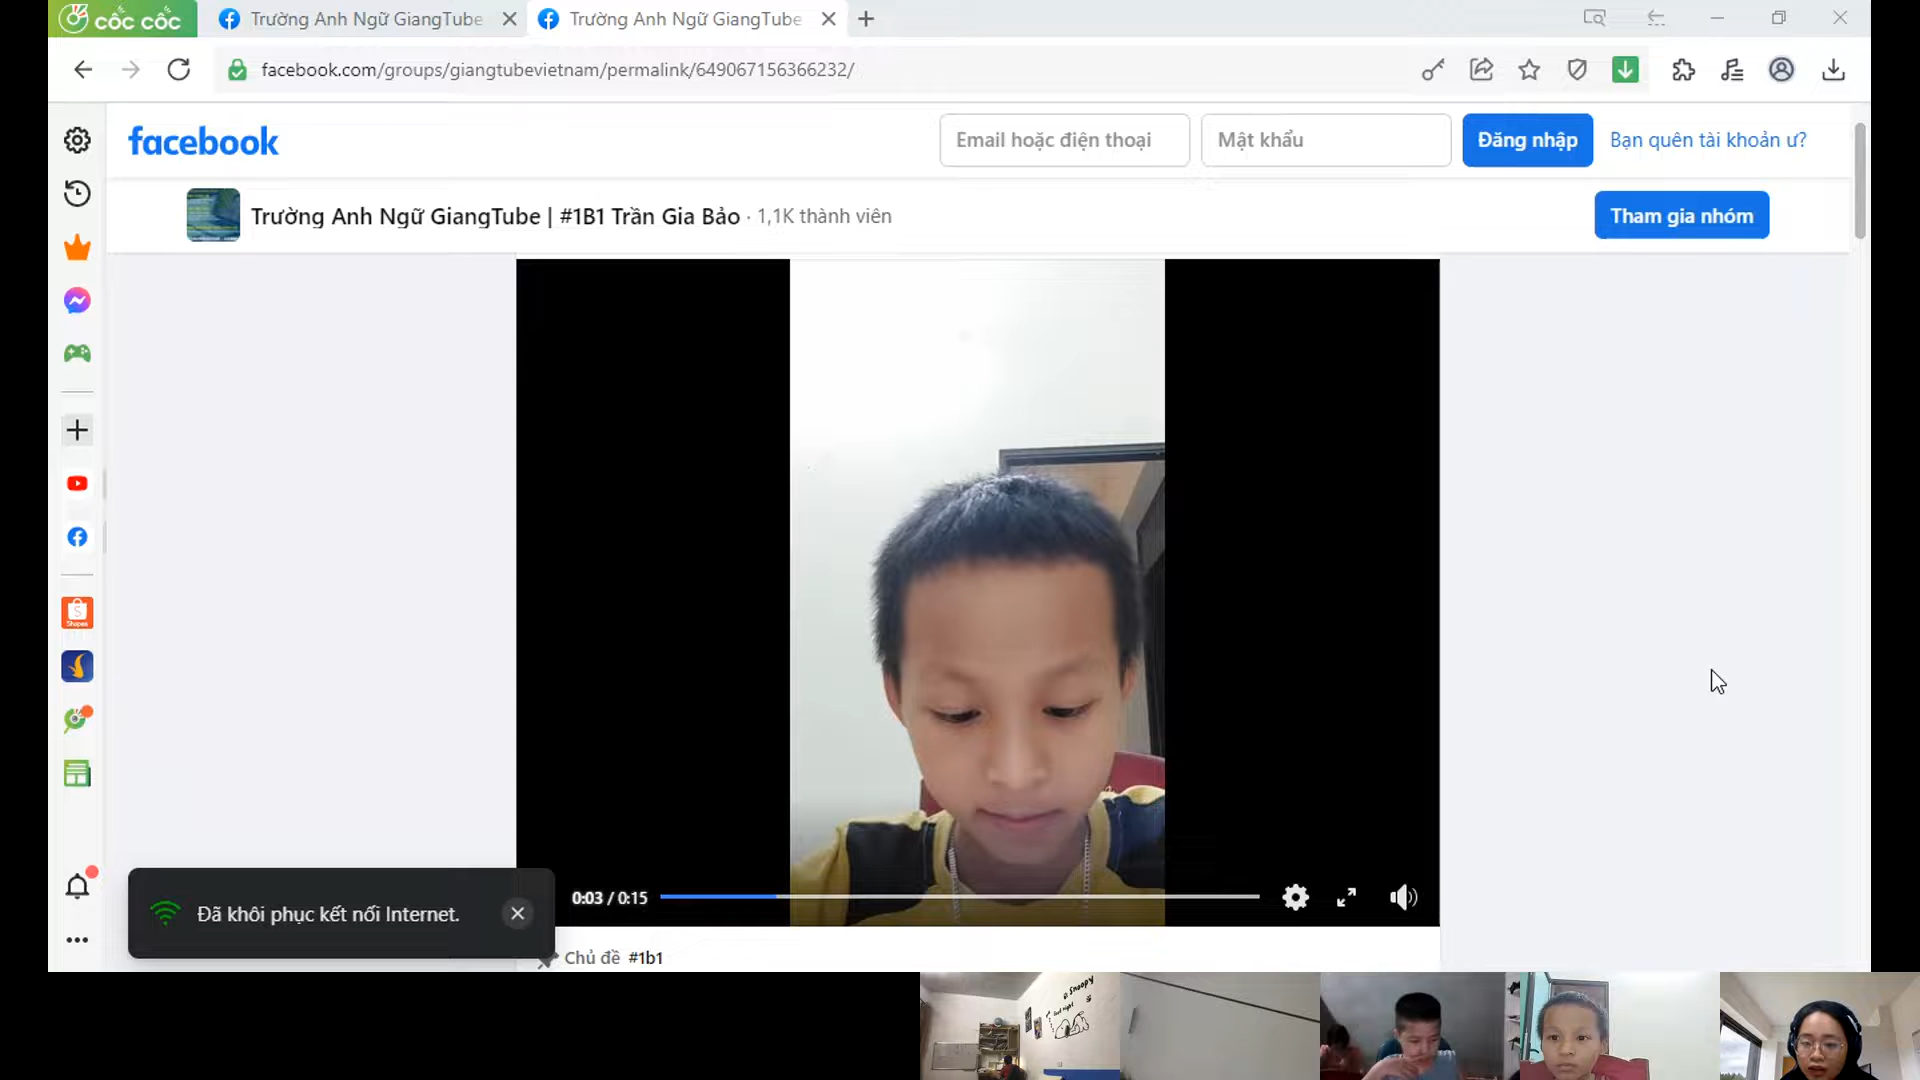 cốc cốc
Trường Anh Ngữ GiangTube
Trường Anh Ngữ GiangTube
facebook.com/groups/giangtubevietnam/permalink/649067156366232/
facebook
Email hoặc điện thoại
Mật khẩu
Đăng nhập
Bạn quên tài khoản ư?
Trường Anh Ngữ GiangTube | #1B1 Trần Gia Bảo · 1,1K thành viên
Tham gia nhóm
0:03 / 0:15
Đã khôi phục kết nối Internet.
Chủ đề #1b1
Snoopy